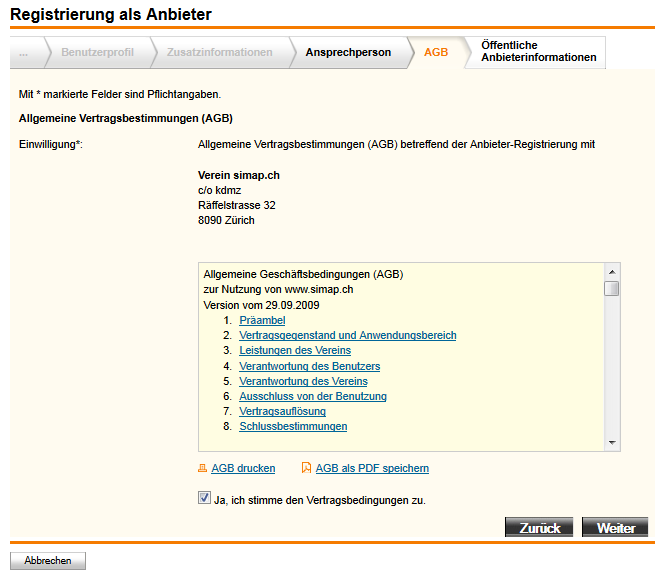 Registrierung als Anbieter
... Benutzerprofil Zusatzinformationen Ansprechperson AGB Öffentliche
Anbieterinformationen
Mit * markierte Felder sind Pflichtangaben.
Allgemeine Vertragsbestimmungen (AGB)
Einwilligung*: Allgemeine Vertragsbestimmungen (AGB) betreffend der Anbieter-Registrierung mit
Verein simap.ch
c/o kdmz
Räffelstrasse 32
8090 Zürich
Allgemeine Geschäftsbedingungen (AGB)
zur Nutzung von www.simap.ch
Version vom 29.09.2009
1. Präambel
2. Vertragsgegenstand und Anwendungsbereich
3. Leistungen des Vereins
4. Verantwortung des Benutzers
5. Verantwortung des Vereins
6. Ausschluss von der Benutzung
7. Vertragsauflösung
8. Schlussbestimmungen
AGB drucken AGB als PDF speichern
Ja, ich stimme den Vertragsbedingungen zu.
Zurück Weiter
Abbrechen